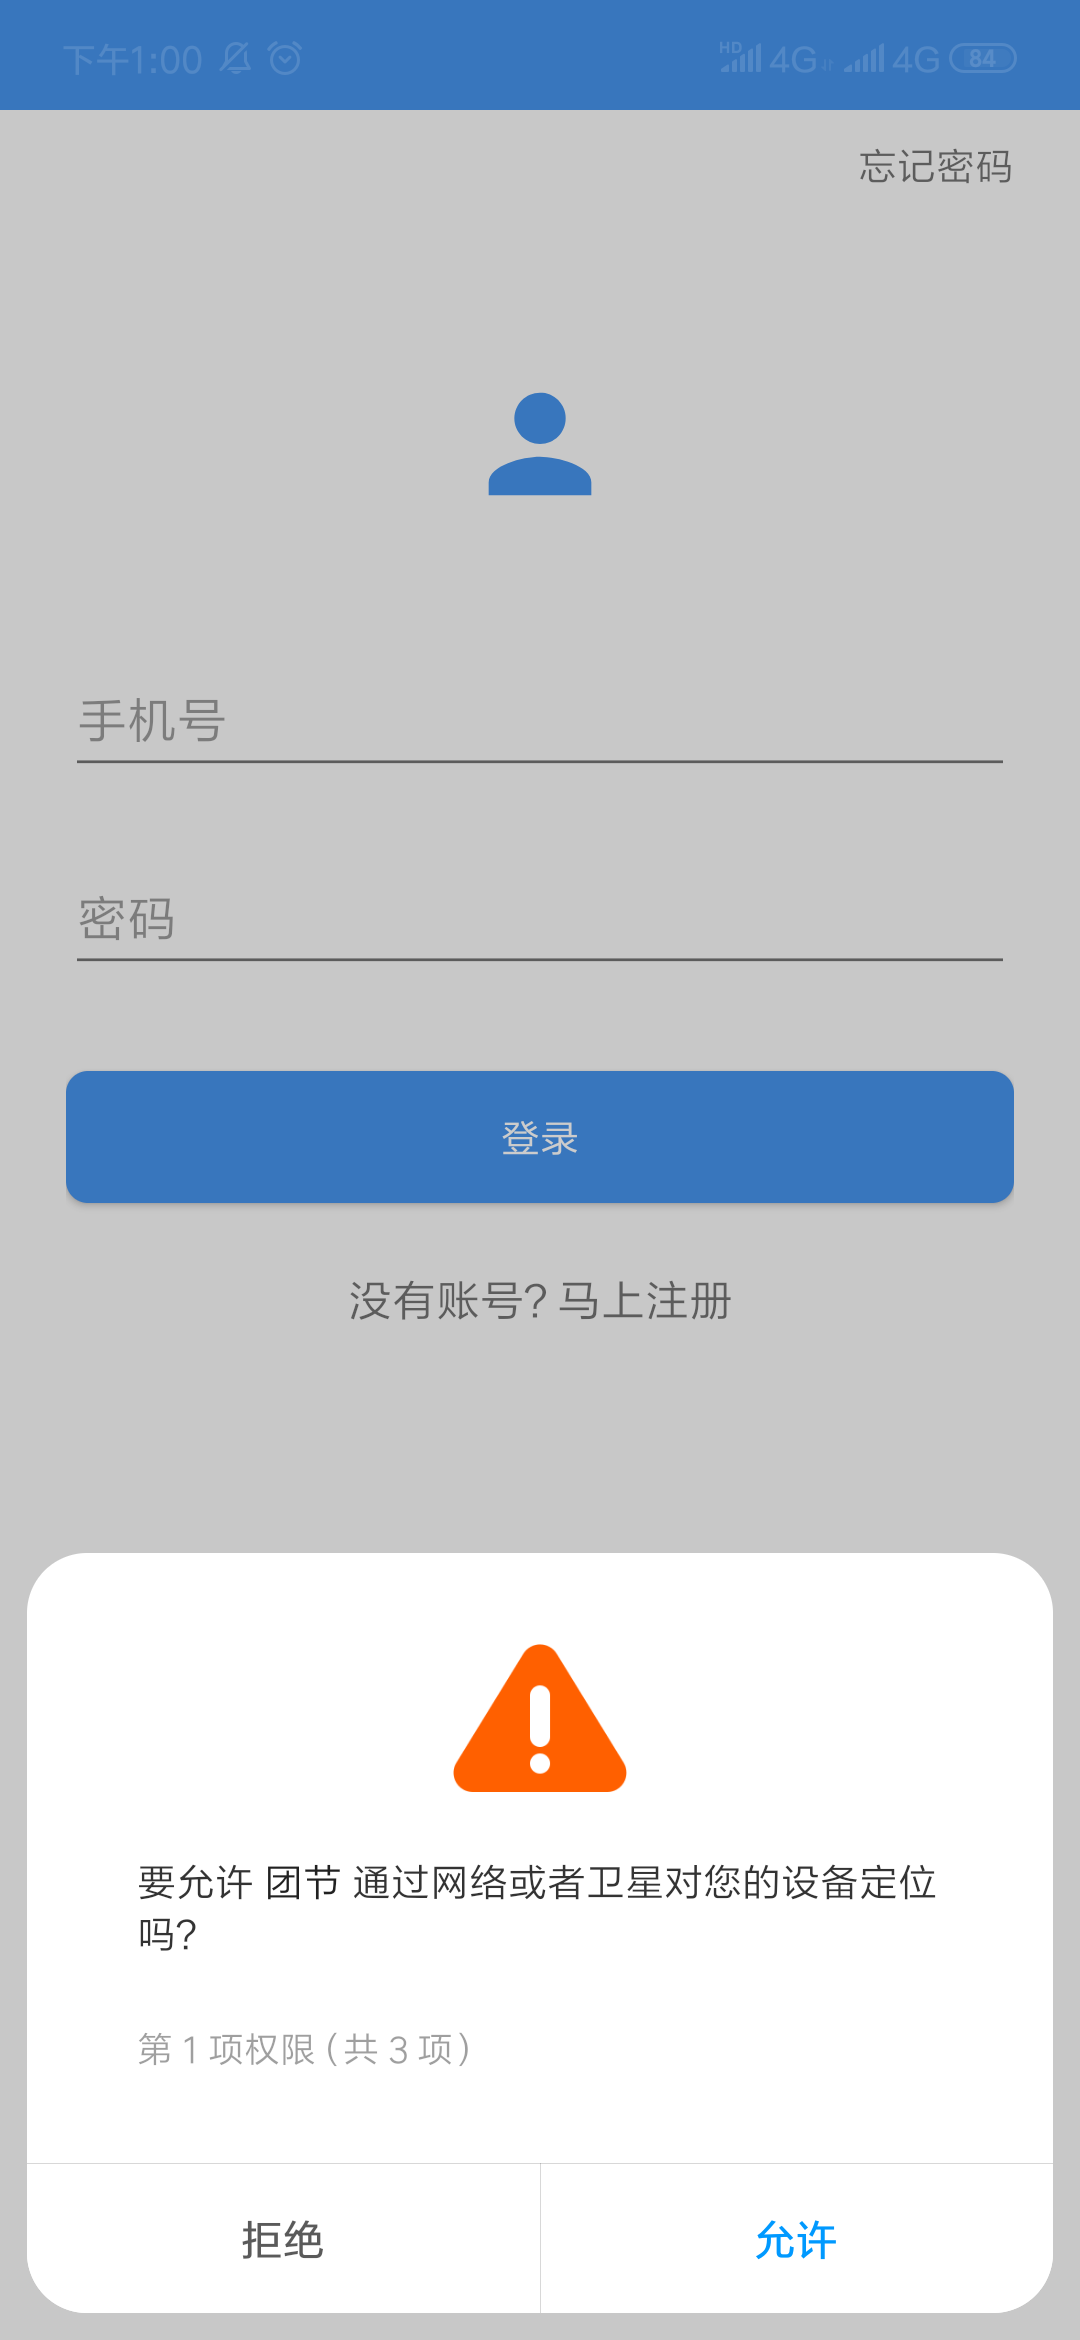 下午1:00 HD 4G 4G 84
忘记密码
手机号
密码
登录
没有账号?马上注册
要允许 团节 通过网络或者卫星对您的设备定位
吗?
第 1 项权限(共 3 项)
拒绝 允许